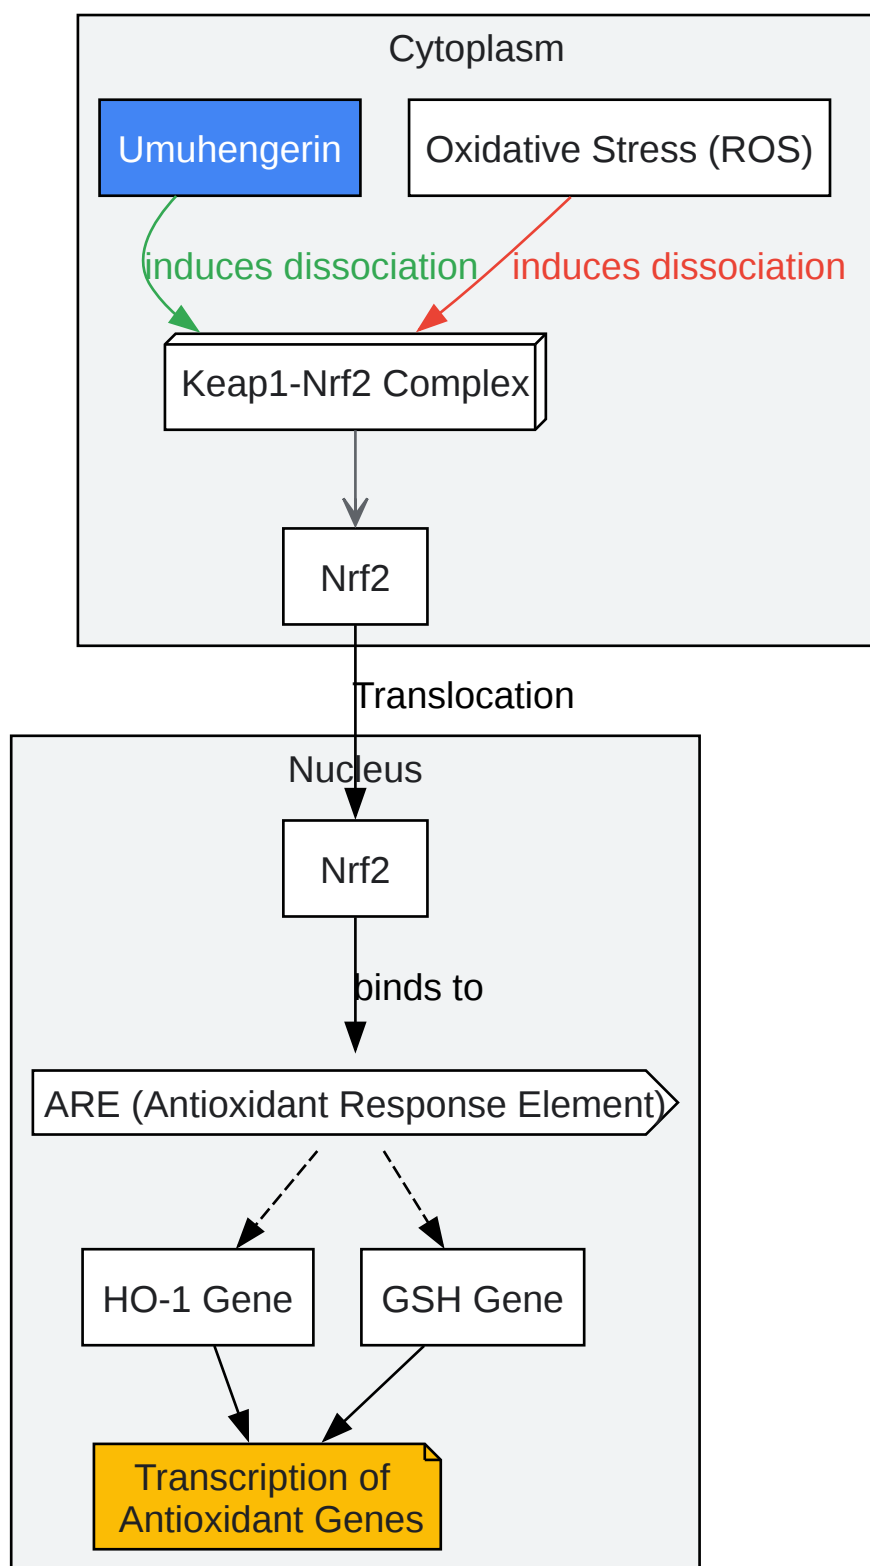 Cytoplasm
Umuhengerin
Oxidative Stress (ROS)
induces dissociation
induces dissociation
Keap1-Nrf2 Complex
Nrf2
Translocation
Nucleus
Nrf2
binds to
ARE (Antioxidant Response Element)
HO-1 Gene
GSH Gene
Transcription of
Antioxidant Genes